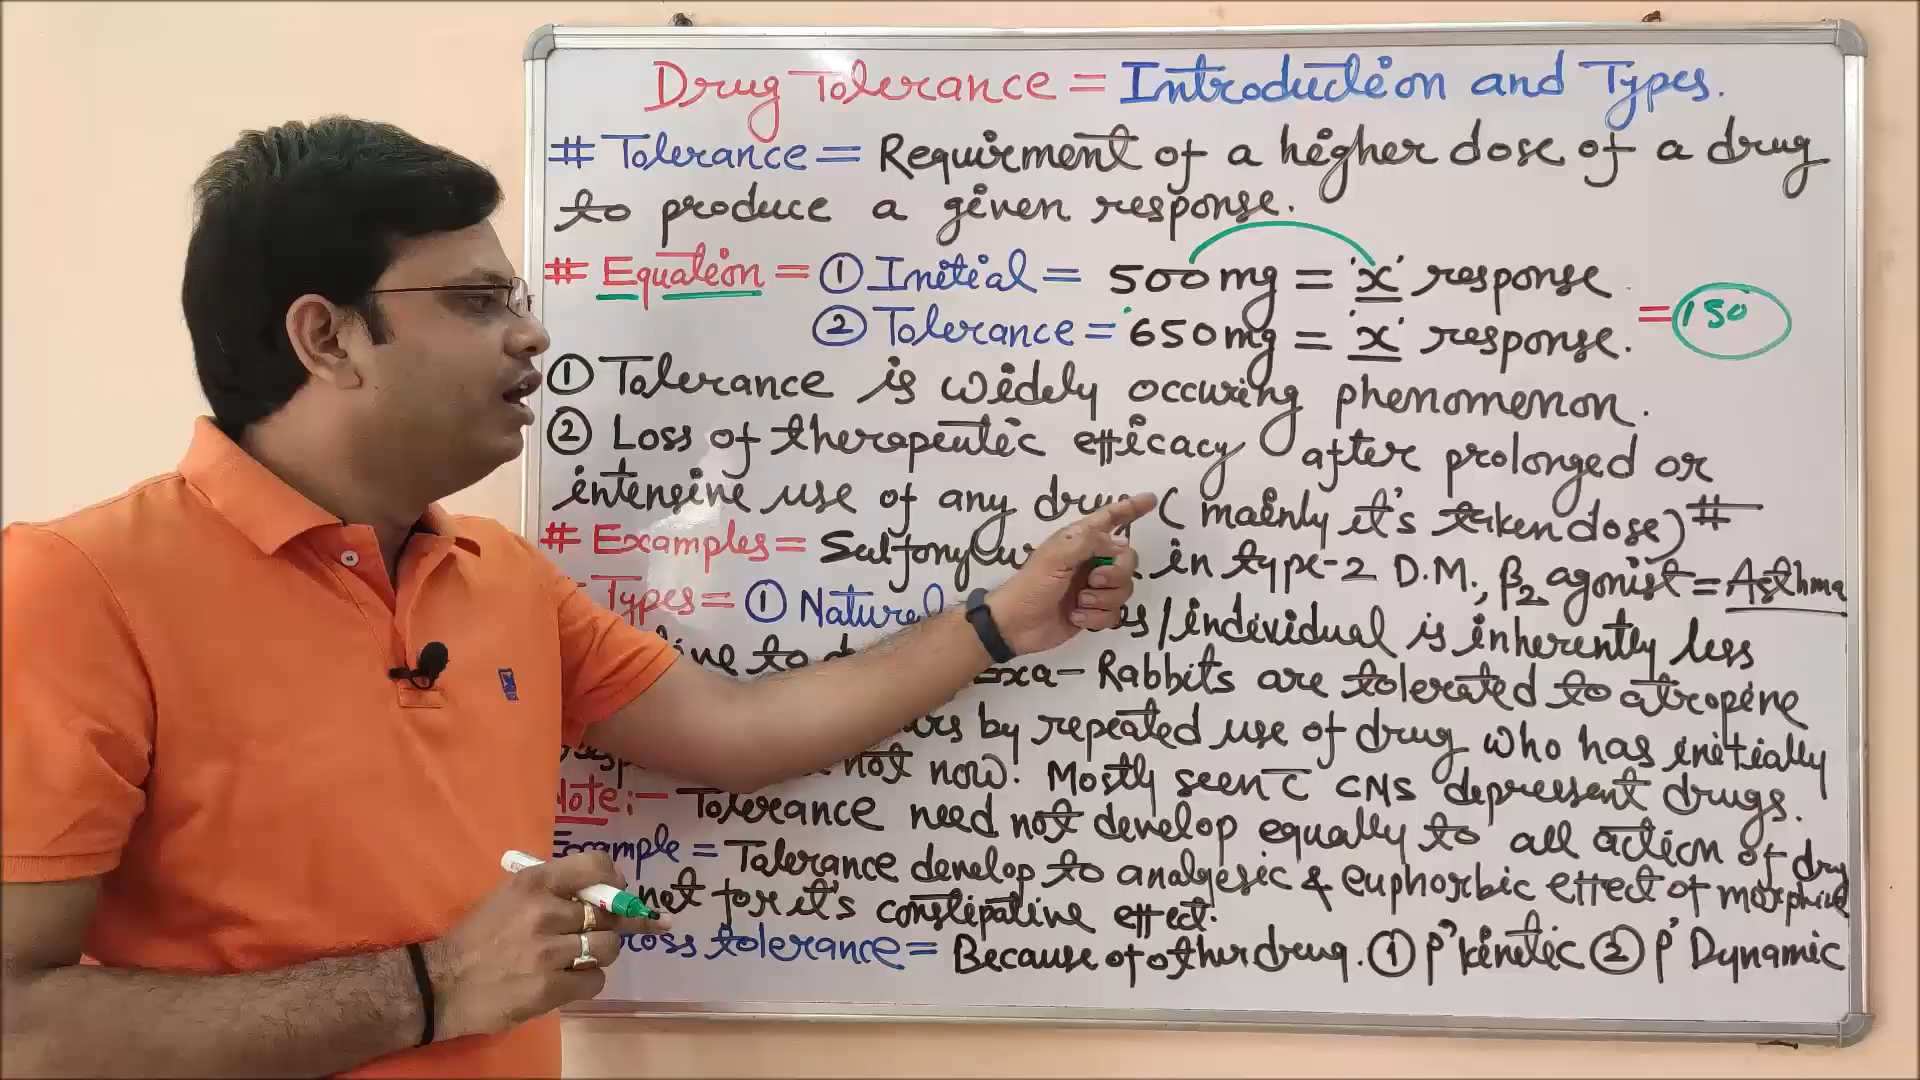 Drug Tolerance = Introduction and Types.
# Tolerance = Requirment of a higher dose of a drug
to produce a given response.
# Equation = ① Initial = 500mg = 'x' response
② Tolerance = 650mg = 'x' response. = 150
① Tolerance is widely occuring phenomenon.
② Loss of therapeutic efficacy after prolonged or
intensive use of any drug (mainly it's taken dose) #
# Examples = in type-2 D.M., β2 agonist = Asthma
Types = ① Natural /individual is inherently less
to Exa- Rabbits are tolerated to atropine
by repeated use of drug who has initially
not now. Mostly seen c̄ CNS depressent drugs.
Note:- Tolerance need not develop equally to all action of drug
Example = Tolerance develop to analgesic & euphorbic effect of morphine
not for it's constipative effect.
tolerance = Because of other drug. ① P'kinetic ② P'Dynamic